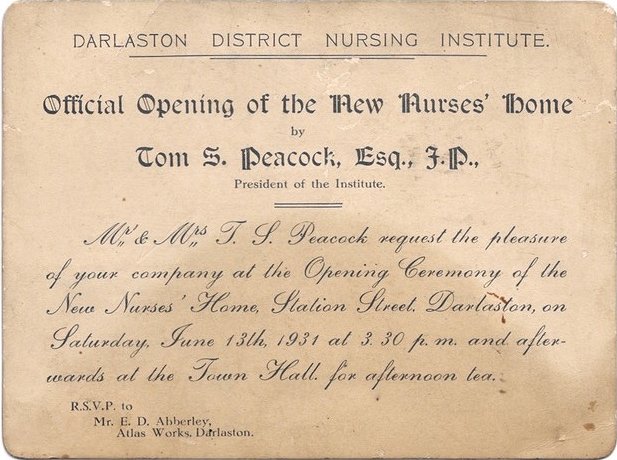 DARLASTON DISTRICT NURSING INSTITUTE.
Official Opening of the New Nurses' Home
by
Tom S. Peacock, Esq., J.P.,
President of the Institute.
Mr & Mrs T. S. Peacock request the pleasure
of your company at the Opening Ceremony of the
New Nurses' Home, Station Street, Darlaston, on
Saturday, June 13th, 1931 at 3.30 p.m. and after-
wards at the Town Hall, for afternoon tea.
R.S.V.P. to
Mr. E. D. Abberley,
Atlas Works, Darlaston.